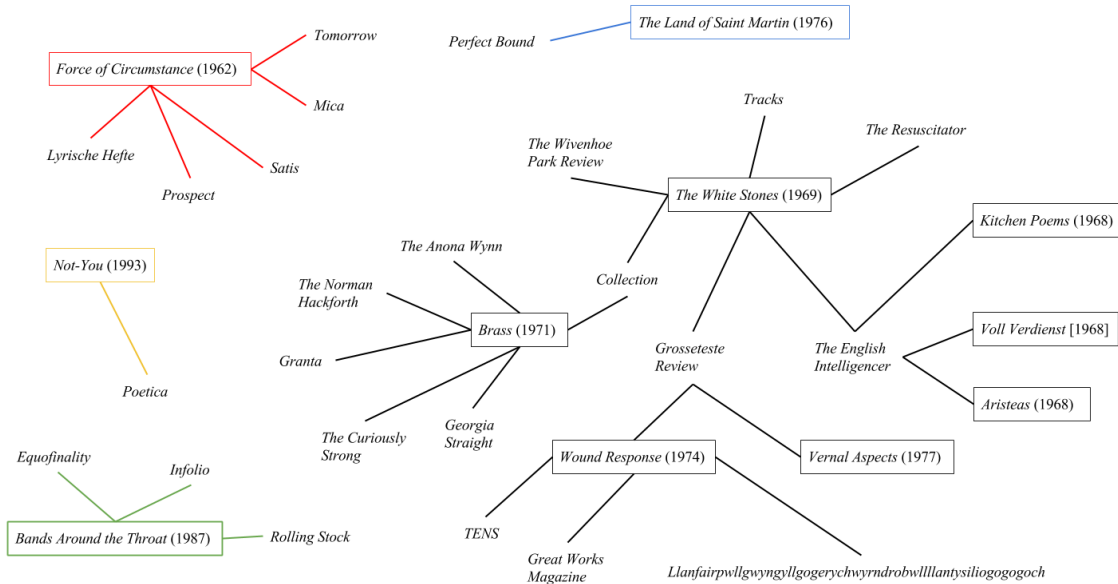 Tomorrow
The Land of Saint Martin (1976)
Perfect Bound
Force of Circumstance (1962)
Mica
Tracks
The Resuscitator
The Wivenhoe
Park Review
Lyrische Hefte
Satis
Prospect
The White Stones (1969)
Kitchen Poems (1968)
The Anona Wynn
Not-You (1993)
Collection
The Norman
Hackforth
Brass (1971)
Voll Verdienst [1968]
Granta
Grosseteste
Review
The English
Intelligencer
Poetica
Aristeas (1968)
The Curiously
Strong
Georgia
Straight
Equofinality
Infolio
Wound Response (1974)
Vernal Aspects (1977)
Bands Around the Throat (1987)
Rolling Stock
TENS
Great Works
Magazine
Llanfairpwllgwyngyllgogerychwyrndrobwllllantysiliogogogoch